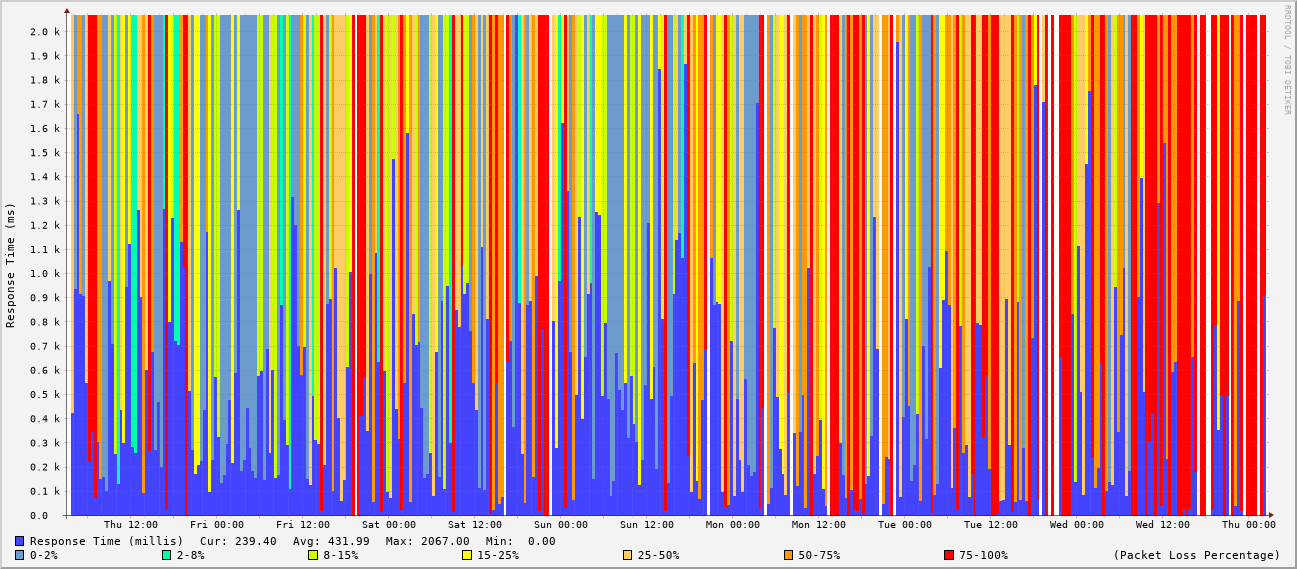 RRDTOOL / TOBI OETIKER
Response Time (ms)
2.0 k
1.9 k
1.8 k
1.7 k
1.6 k
1.5 k
1.4 k
1.3 k
1.2 k
1.1 k
1.0 k
0.9 k
0.8 k
0.7 k
0.6 k
0.5 k
0.4 k
0.3 k
0.2 k
0.1 k
0.0
Thu 12:00 Fri 00:00 Fri 12:00 Sat 00:00 Sat 12:00 Sun 00:00 Sun 12:00 Mon 00:00 Mon 12:00 Tue 00:00 Tue 12:00 Wed 00:00 Wed 12:00 Thu 00:00
Response Time (millis) Cur: 239.40 Avg: 431.99 Max: 2067.00 Min: 0.00
0-2% 2-8% 8-15% 15-25% 25-50% 50-75% 75-100% (Packet Loss Percentage)